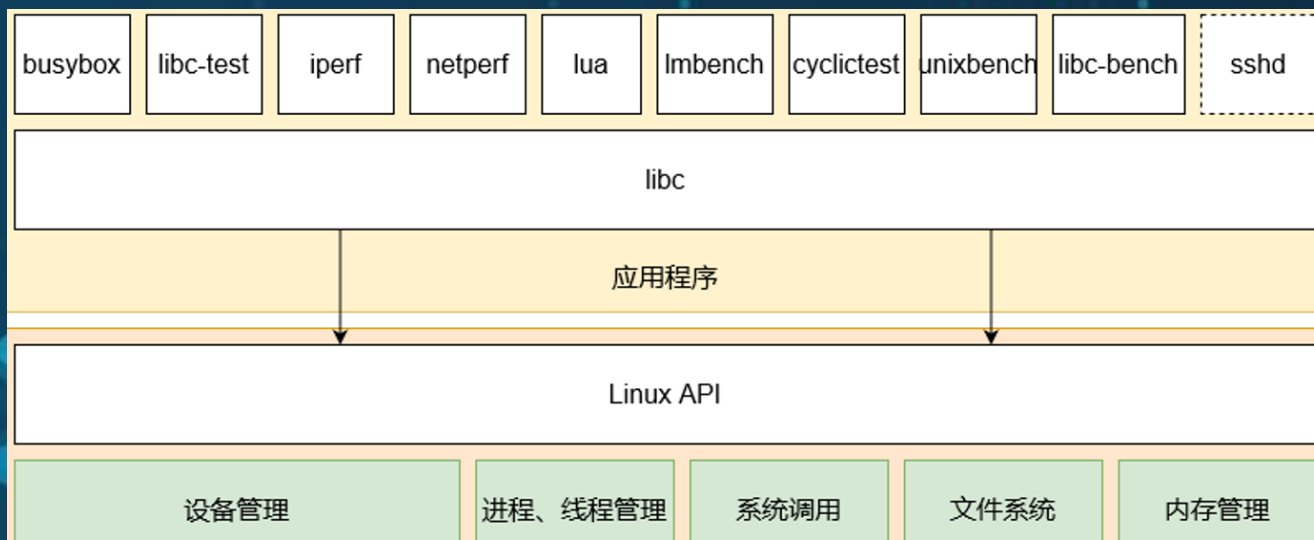 busybox libc-test iperf netperf lua lmbench cyclictest unixbench libc-bench sshd
libc
应用程序
Linux API
设备管理 进程、线程管理 系统调用 文件系统 内存管理